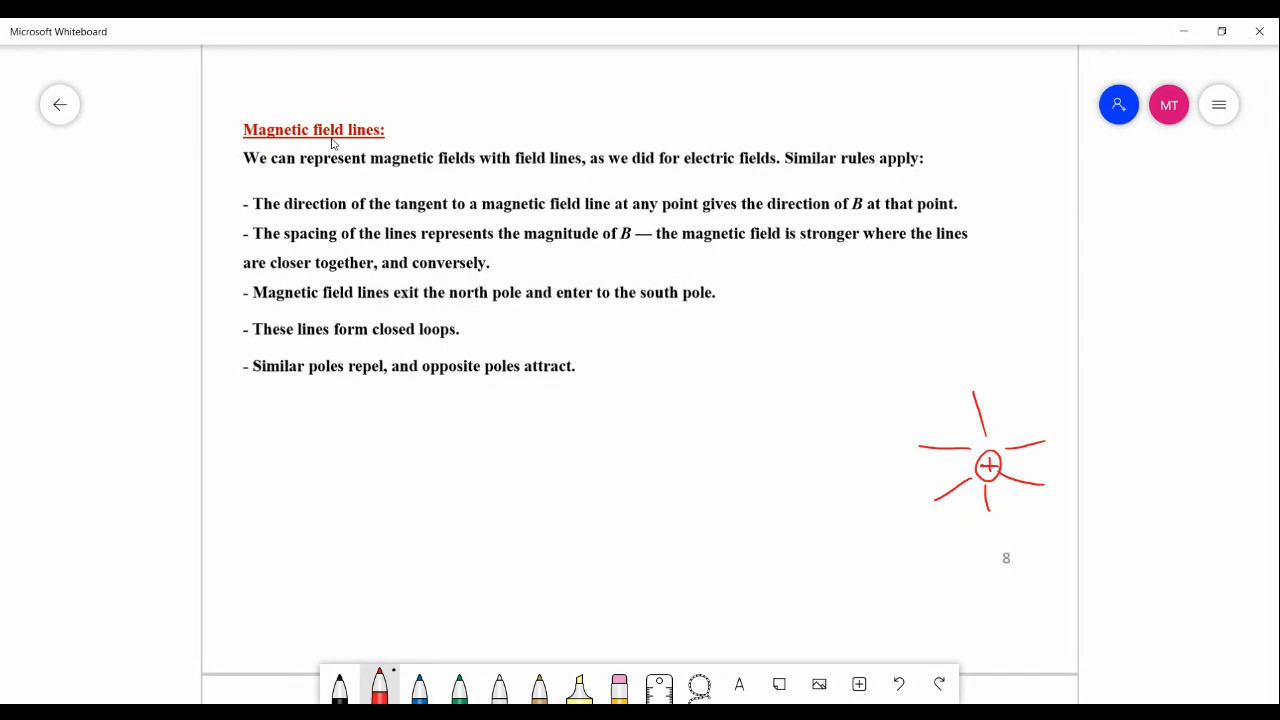 Microsoft Whiteboard
MT
Magnetic field lines:
We can represent magnetic fields with field lines, as we did for electric fields. Similar rules apply:
- The direction of the tangent to a magnetic field line at any point gives the direction of B at that point.
- The spacing of the lines represents the magnitude of B — the magnetic field is stronger where the lines
are closer together, and conversely.
- Magnetic field lines exit the north pole and enter to the south pole.
- These lines form closed loops.
- Similar poles repel, and opposite poles attract.
+
8
A